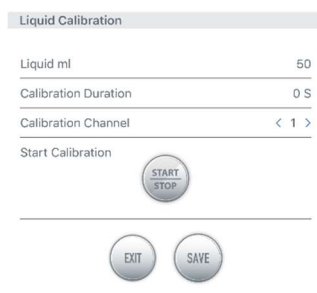 Liquid Calibration
Liquid ml 50
Calibration Duration 0 S
Calibration Channel < 1 >
Start Calibration
START
STOP
EXIT SAVE